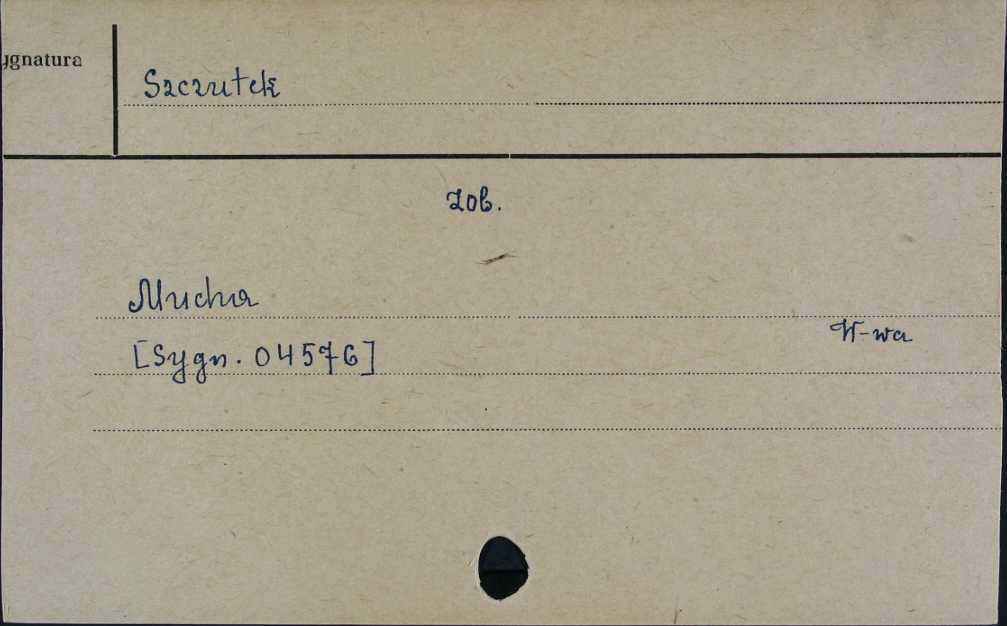 ygnatura
Szczutek
Zob.
Mucha
W-wa
[Sygn. 04576]